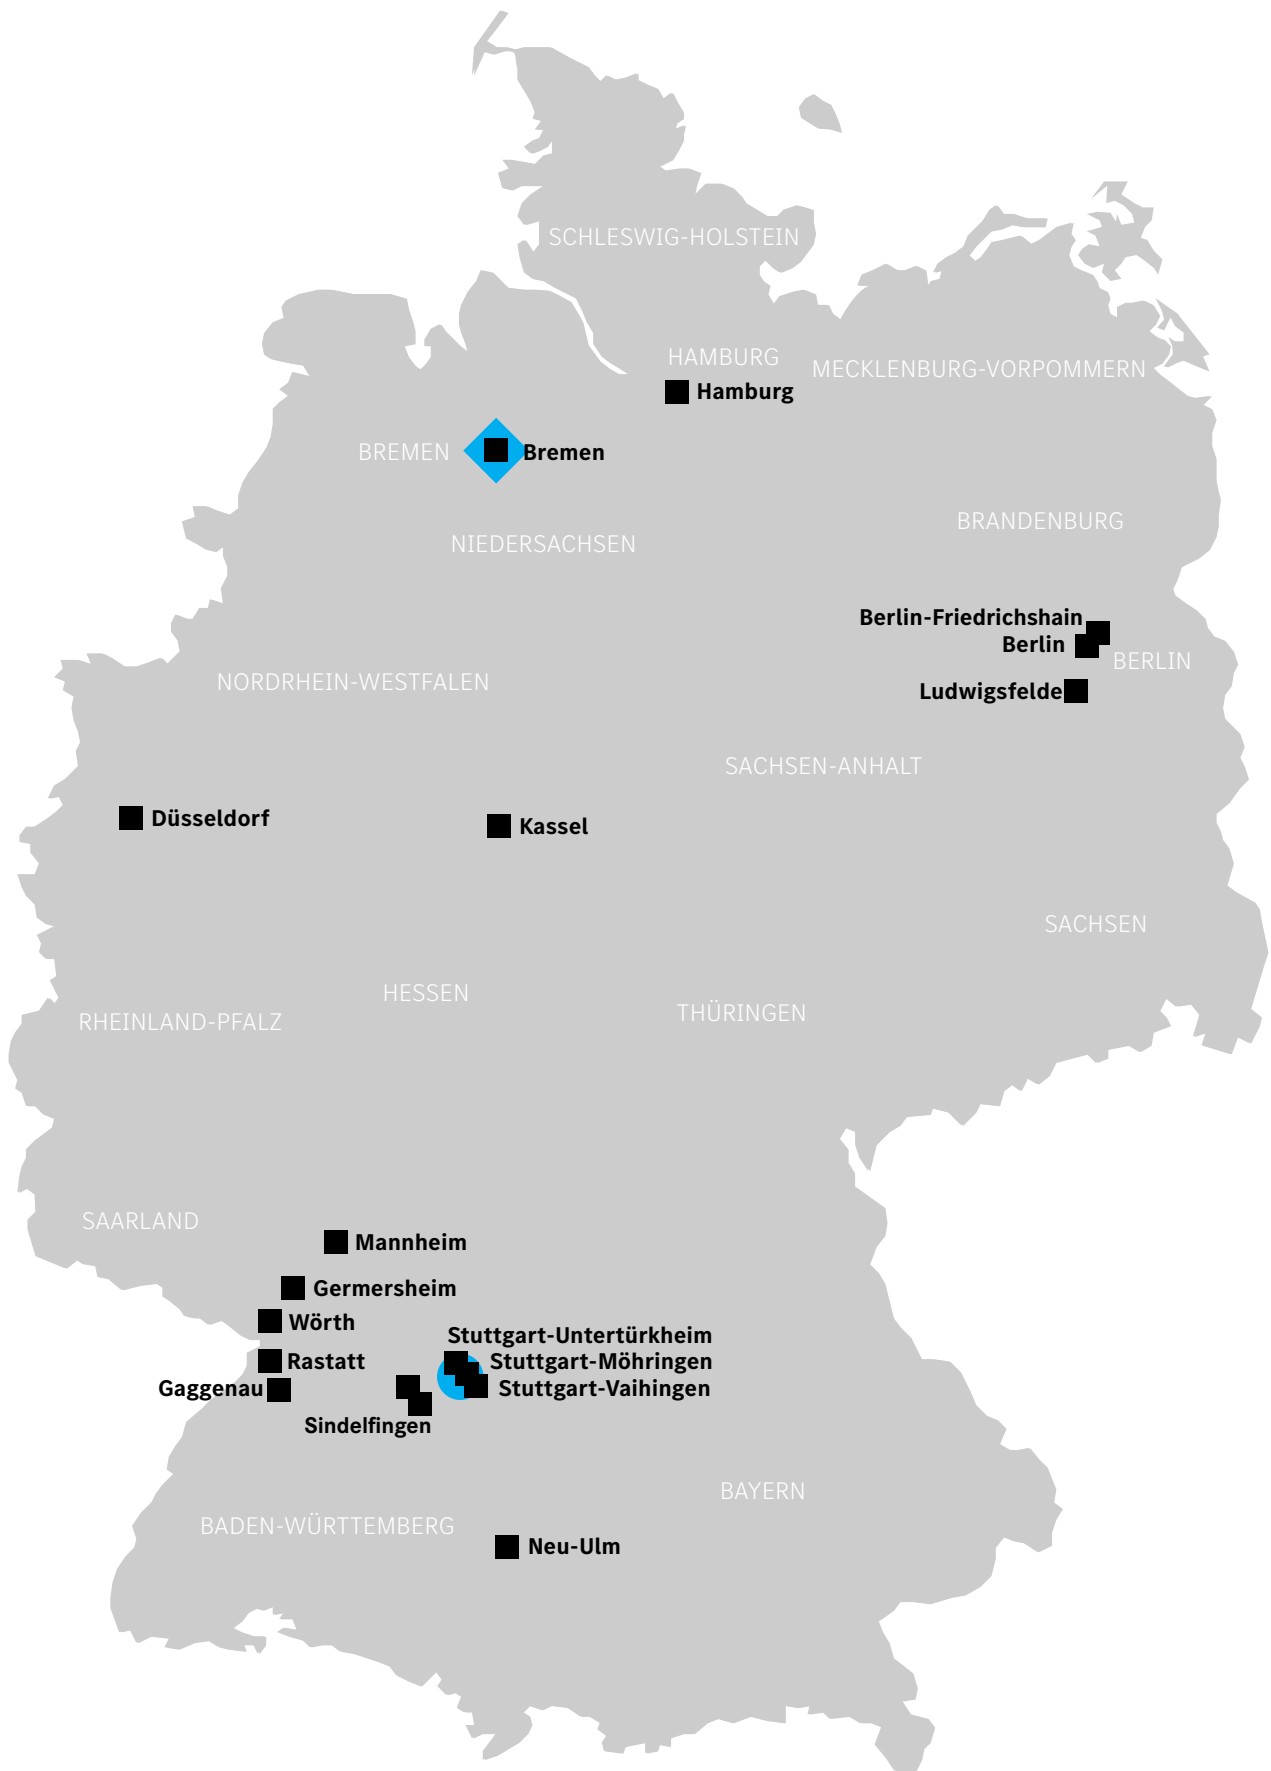 SCHLESWIG-HOLSTEIN
HAMBURG
MECKLENBURG-VORPOMMERN
Hamburg
BREMEN
Bremen
BRANDENBURG
NIEDERSACHSEN
Berlin-Friedrichshain
Berlin
BERLIN
NORDRHEIN-WESTFALEN
Ludwigsfelde
SACHSEN-ANHALT
Düsseldorf
Kassel
SACHSEN
HESSEN
THÜRINGEN
RHEINLAND-PFALZ
SAARLAND
Mannheim
Germersheim
Wörth
Stuttgart-Untertürkheim
Rastatt
Stuttgart-Möhringen
Gaggenau
Stuttgart-Vaihingen
Sindelfingen
BAYERN
BADEN-WÜRTTEMBERG
Neu-Ulm